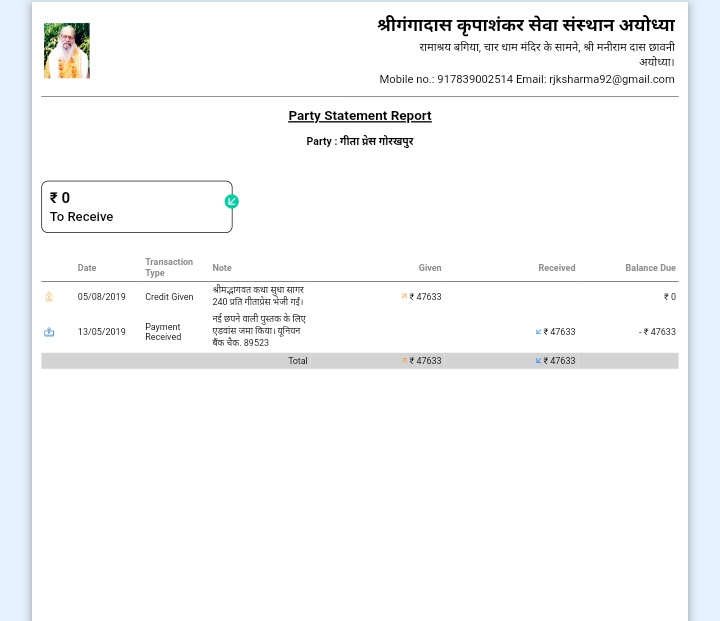 श्रीगंगादास कृपाशंकर सेवा संस्थान अयोध्या
रामाश्रय बगिया, चार धाम मंदिर के सामने, श्री मनीराम दास छावनी
अयोध्या।
Mobile no.: 917839002514 Email: rjksharma92@gmail.com
Party Statement Report
Party : गीता प्रेस गोरखपुर
₹ 0
To Receive
Date Transaction Type Note Given Received Balance Due
05/08/2019 Credit Given श्रीमद्भागवत कथा सुधा सागर ₹ 47633 ₹ 0
240 प्रति गीताप्रेस भेजी गईं।
13/05/2019 Payment Received नई छपने वाली पुस्तक के लिए ₹ 47633 - ₹ 47633
एडवांस जमा किया। यूनियन
बैंक चैक. 89523
Total ₹ 47633 ₹ 47633